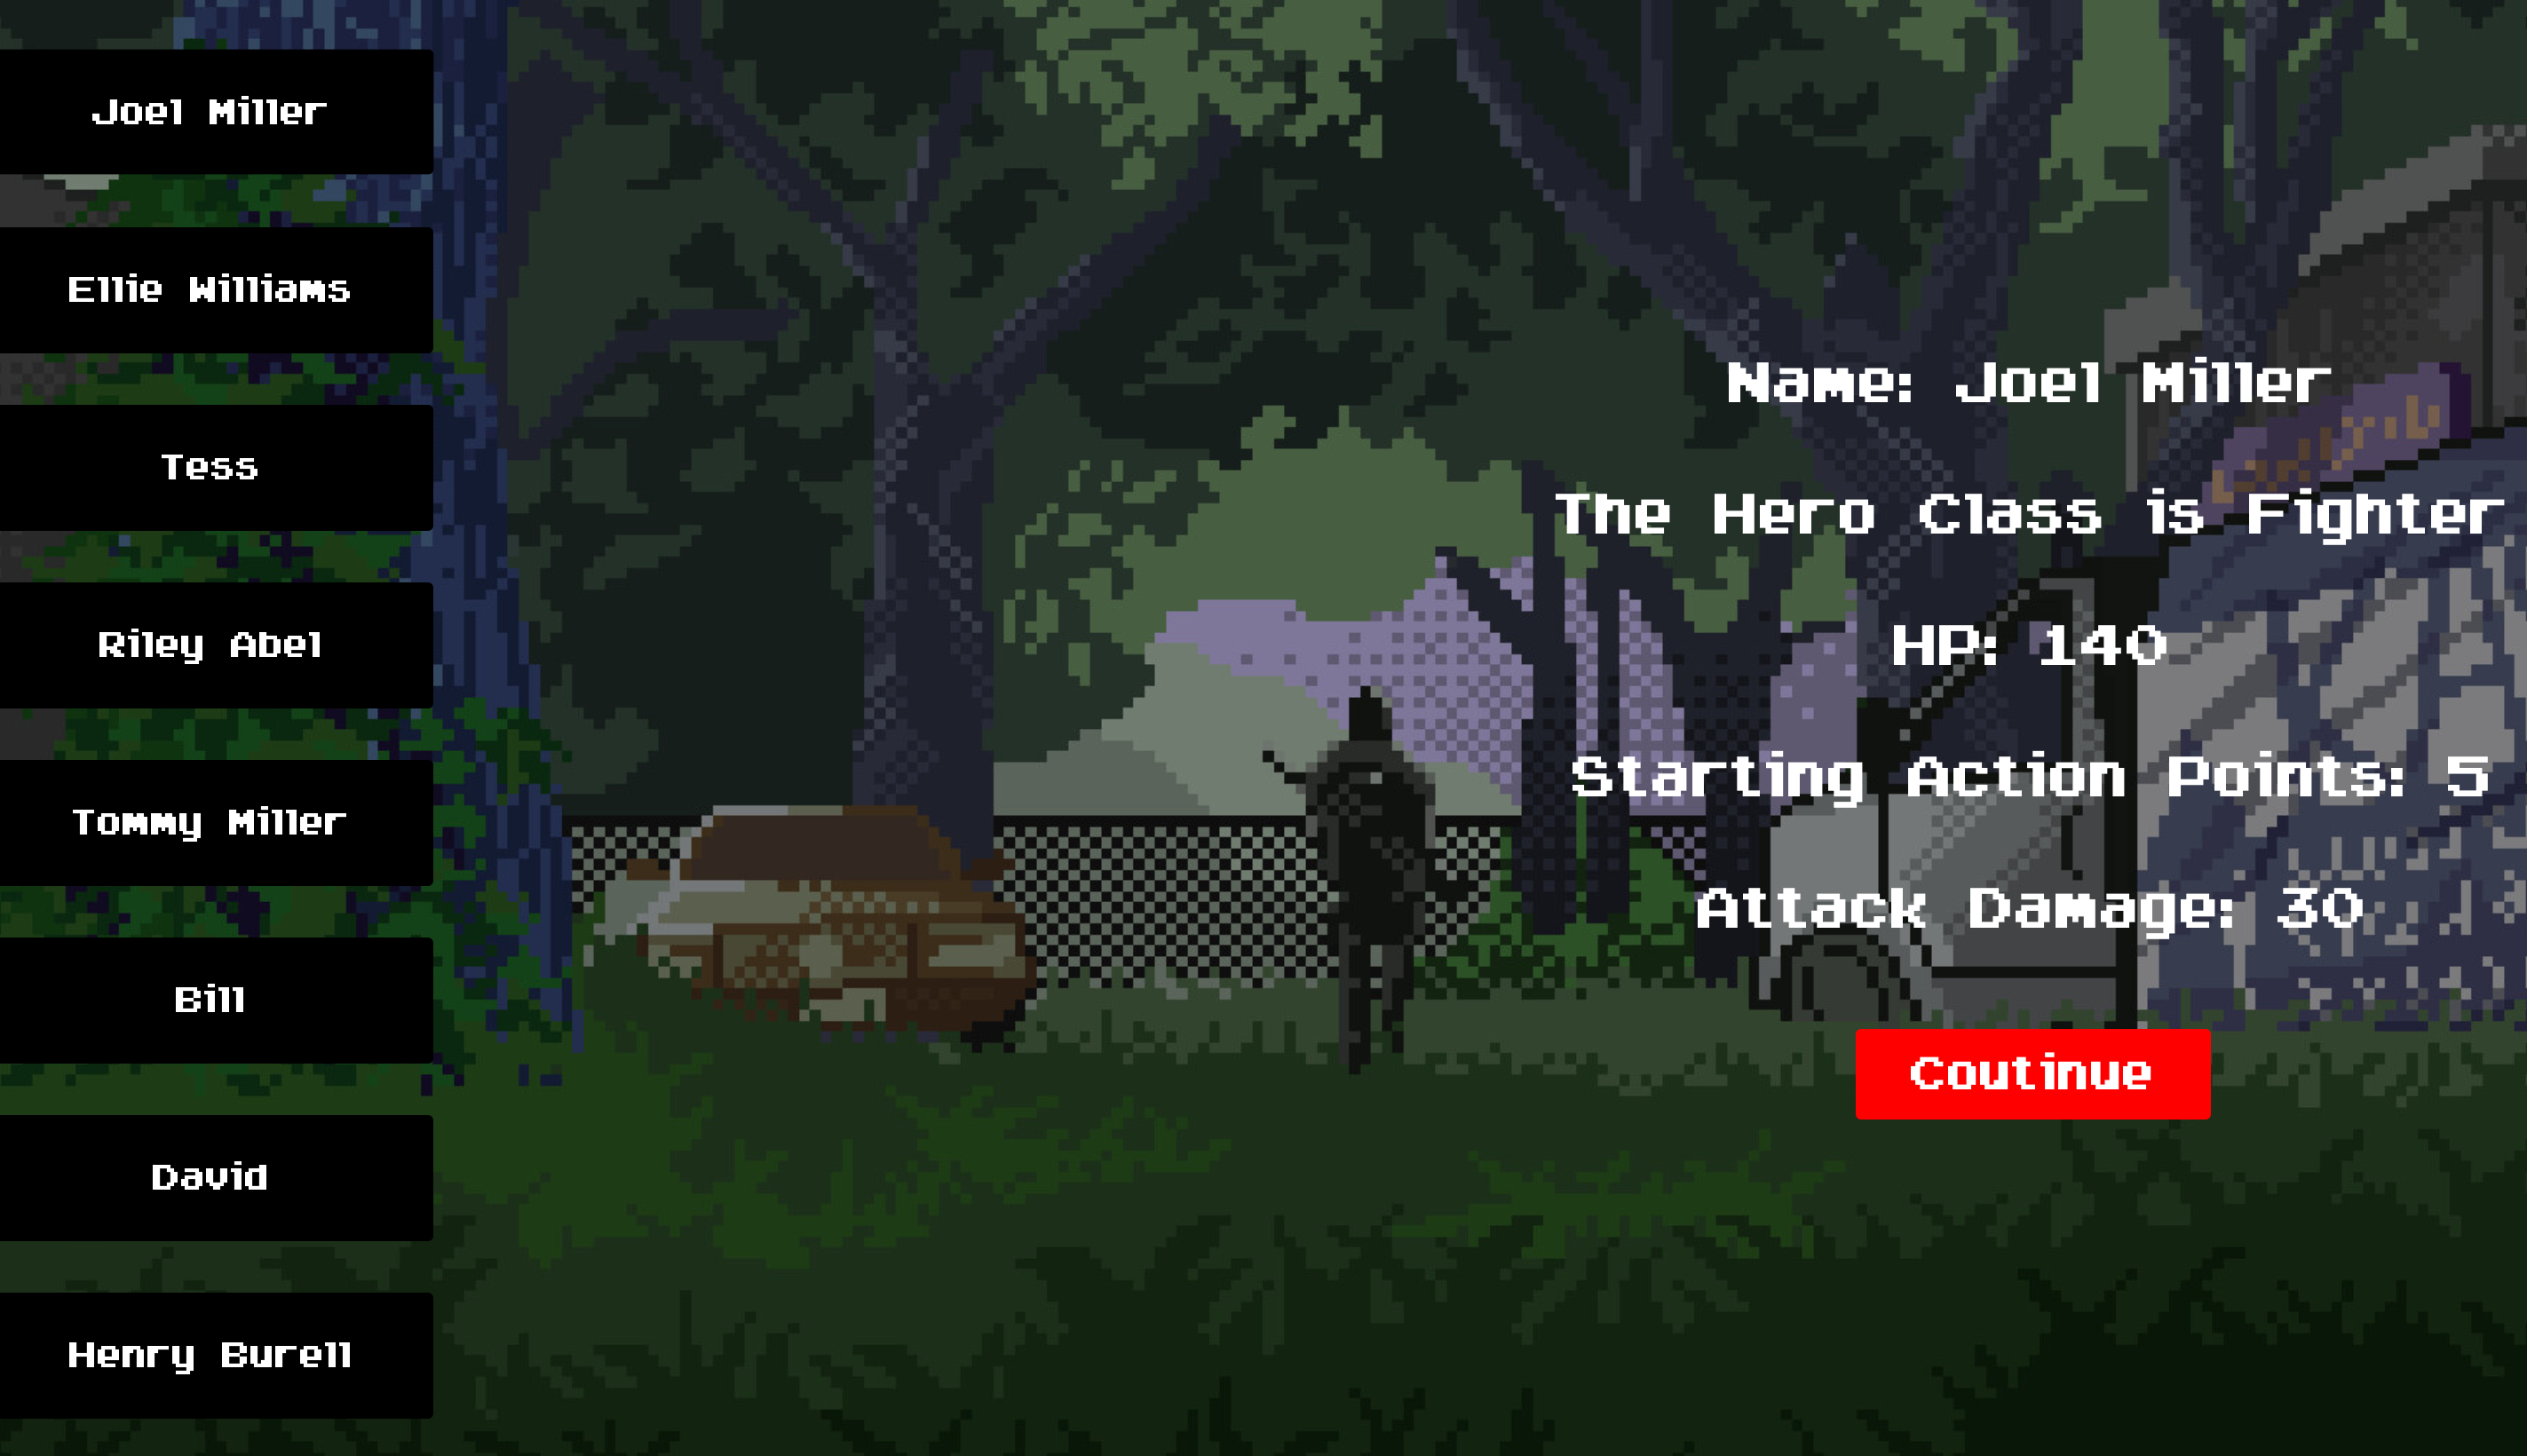 Joel Miller
Ellie Williams
Tess
Riley Abel
Tommy Miller
Bill
David
Henry Burell
Name: Joel Miller
The Hero Class is Fighter
HP: 140
Starting Action Points: 5
Attack Damage: 30
Coutinue